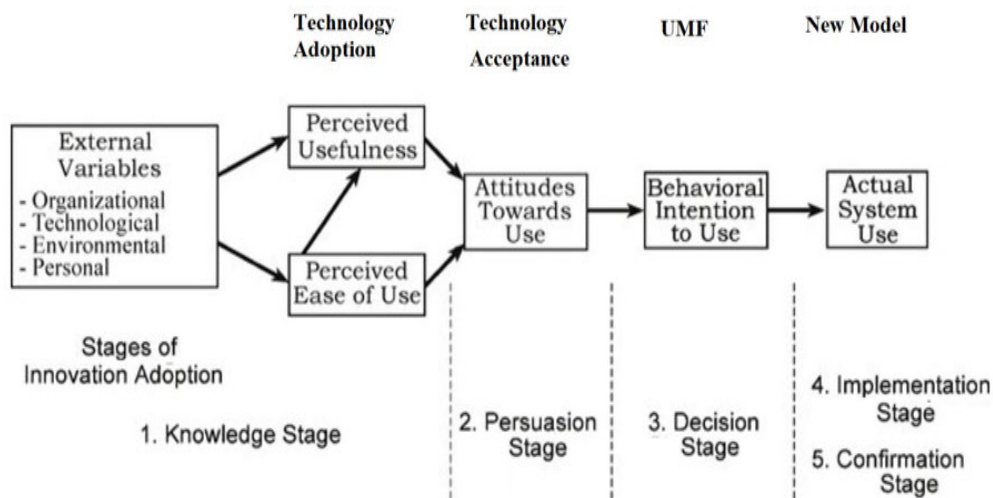 Technology
Adoption
Technology
Acceptance
UMF
New Model
External
Variables
- Organizational
- Technological
- Environmental
- Personal
Perceived
Usefulness
Perceived
Ease of Use
Attitudes
Towards
Use
Behavioral
Intention
to Use
Actual
System
Use
Stages of
Innovation Adoption
1. Knowledge Stage
2. Persuasion
Stage
3. Decision
Stage
4. Implementation
Stage
5. Confirmation
Stage